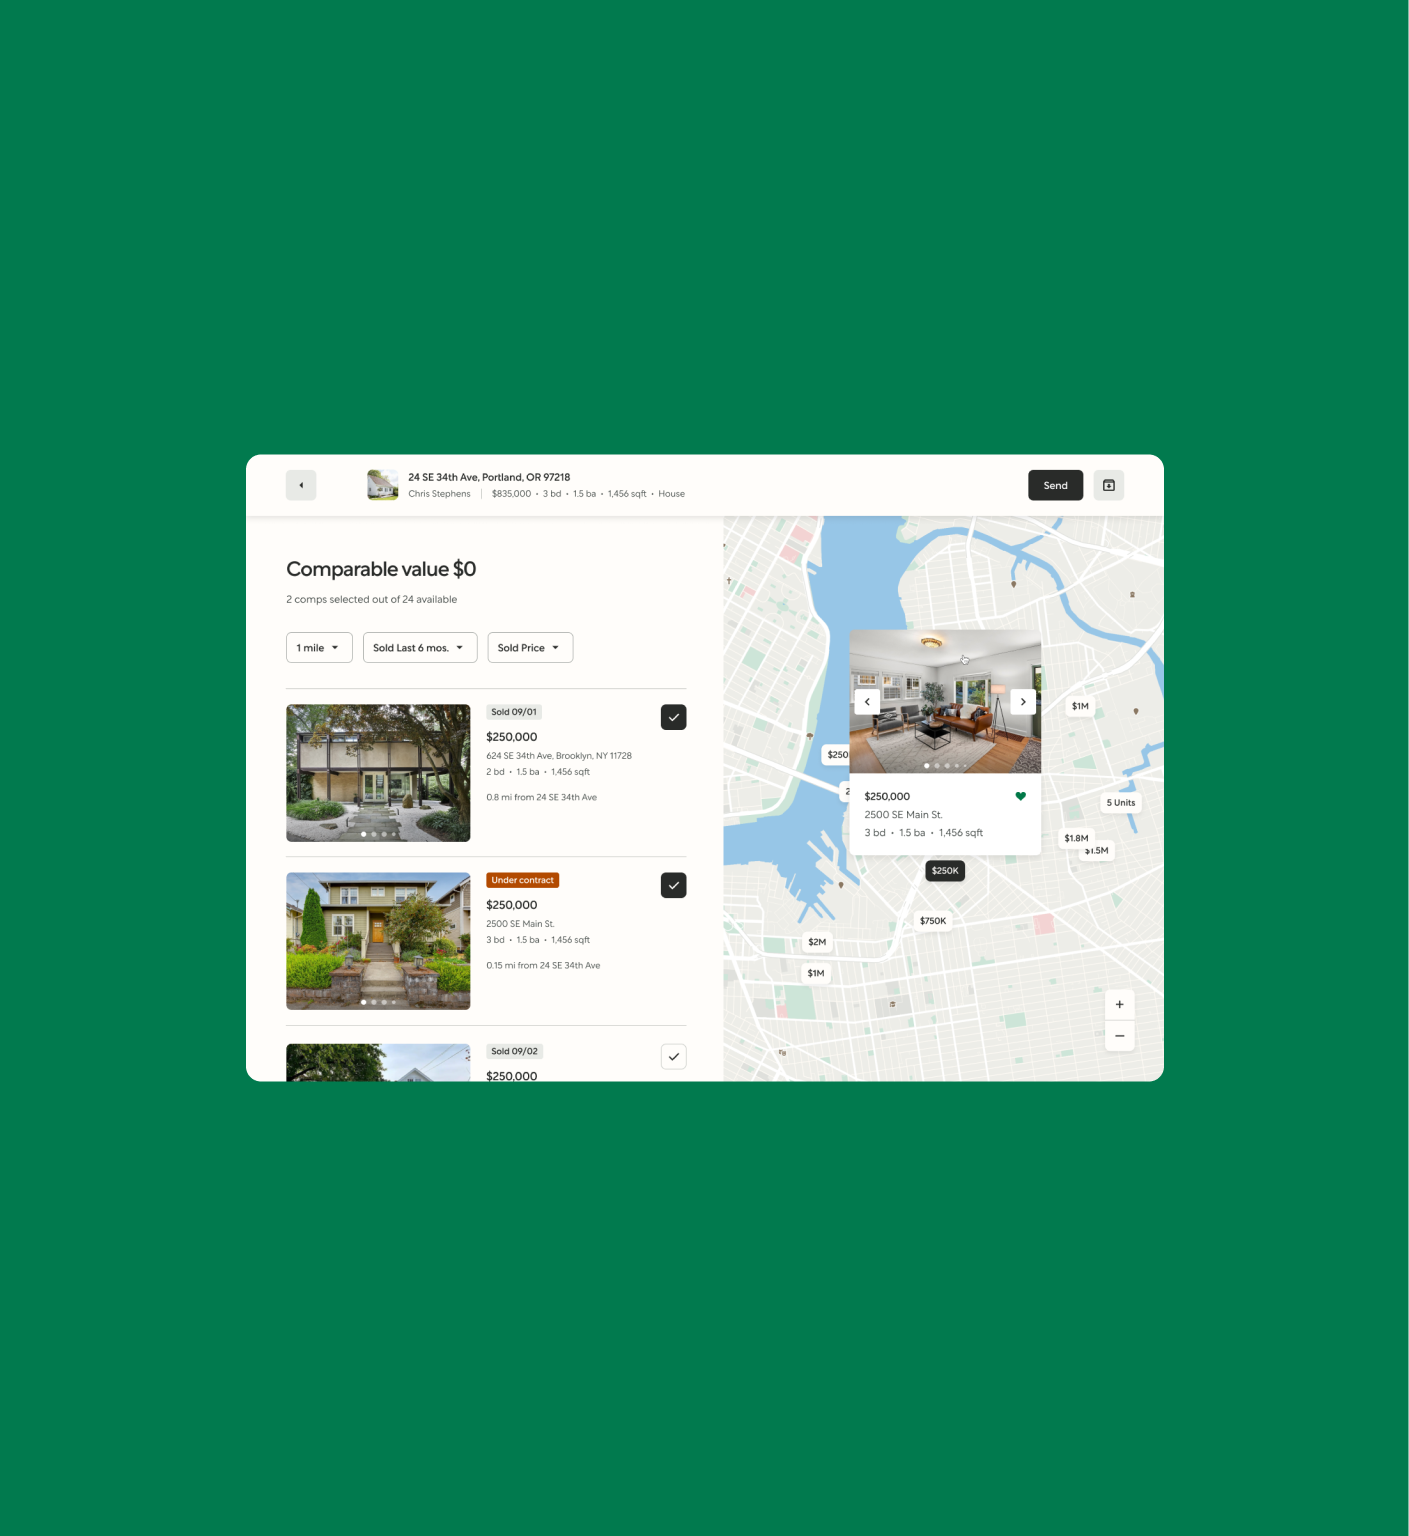 24 SE 34th Ave, Portland, OR 97218
Chris Stephens | $835,000 • 3 bd • 1.5 ba • 1,456 sqft • House
Send
Comparable value $0
2 comps selected out of 24 available
1 mile
Sold Last 6 mos.
Sold Price
Sold 09/01
$250,000
624 SE 34th Ave, Brooklyn, NY 11728
2 bd • 1.5 ba • 1,456 sqft
0.8 mi from 24 SE 34th Ave
Under contract
$250,000
2500 SE Main St.
3 bd • 1.5 ba • 1,456 sqft
0.15 mi from 24 SE 34th Ave
Sold 09/02
$250,000
$1M
$250
2
$250,000
2500 SE Main St.
3 bd • 1.5 ba • 1,456 sqft
5 Units
$1.8M
$1.5M
$250K
$750K
$2M
$1M